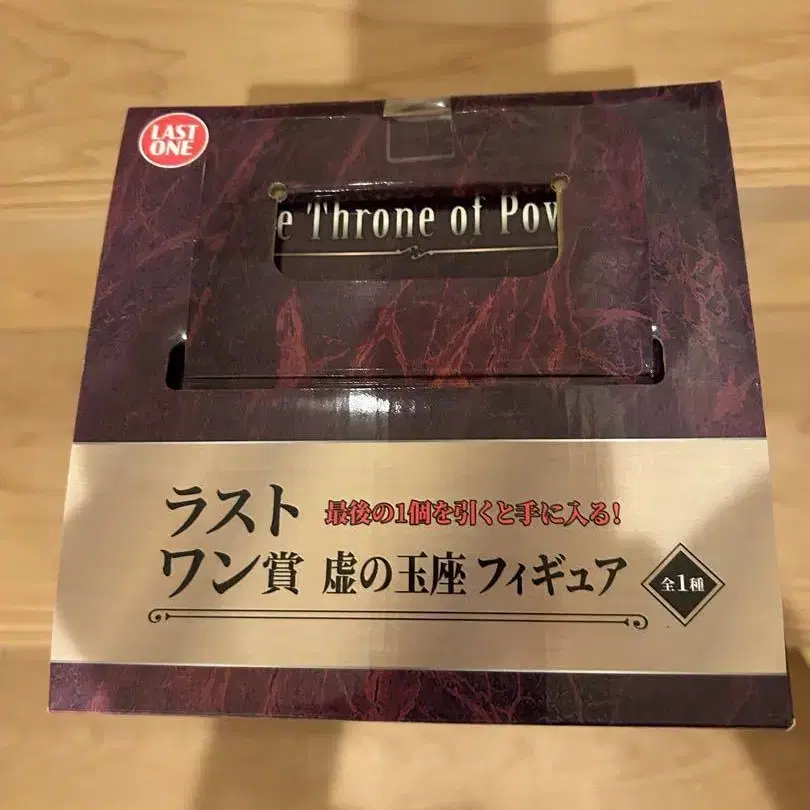 LAST
ONE
e Throne of Pov
ラスト
ワン賞
最後の1個を引くと手に入る!
虚の玉座 フィギュア
全1種